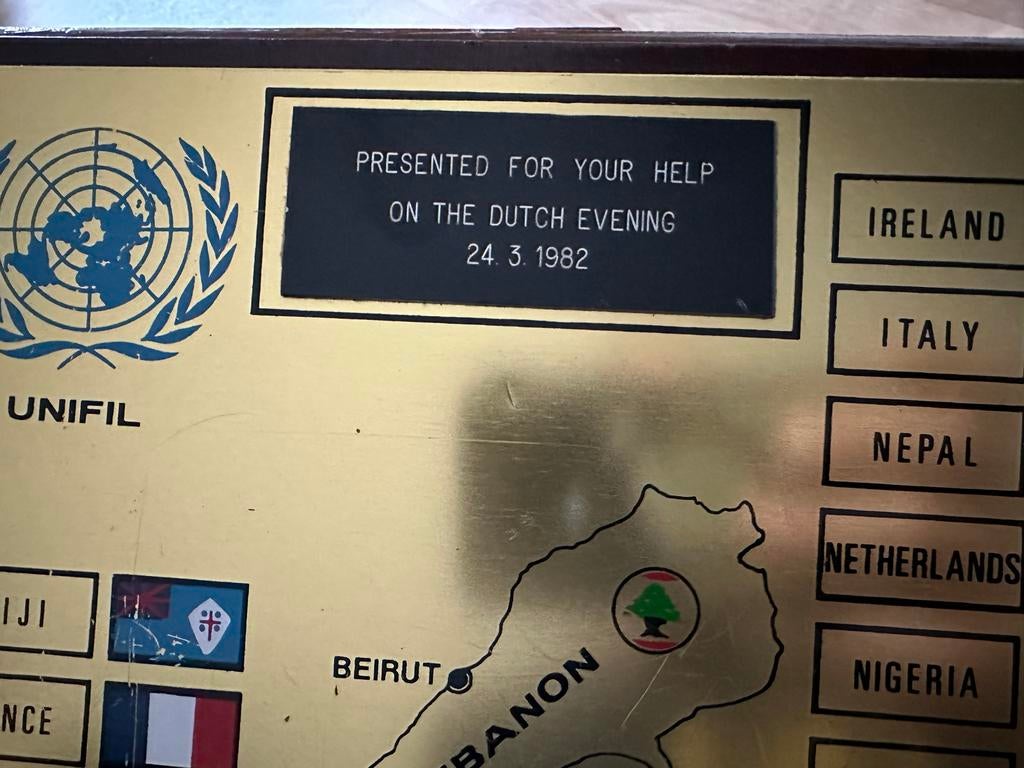 PRESENTED FOR YOUR HELP
ON THE DUTCH EVENING
24. 3. 1982
UNIFIL
IRELAND
ITALY
NEPAL
NETHERLANDS
NIGERIA
IJI
NCE
BEIRUT
BANON